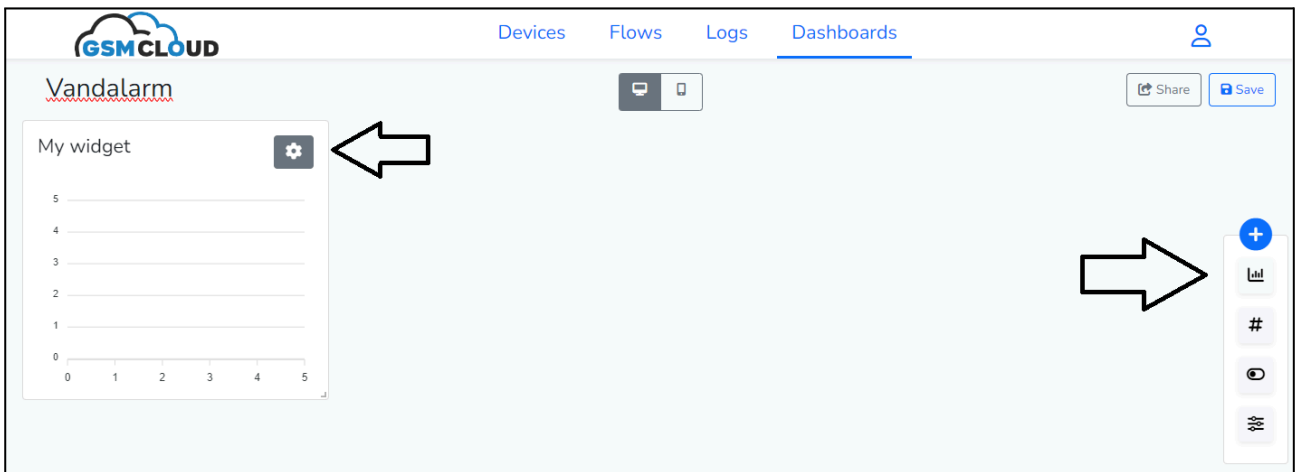 GSMCLOUD
Devices Flows Logs Dashboards
Vandalarm
Share Save
My widget
5
4
3
2
1
0
0 1 2 3 4 5